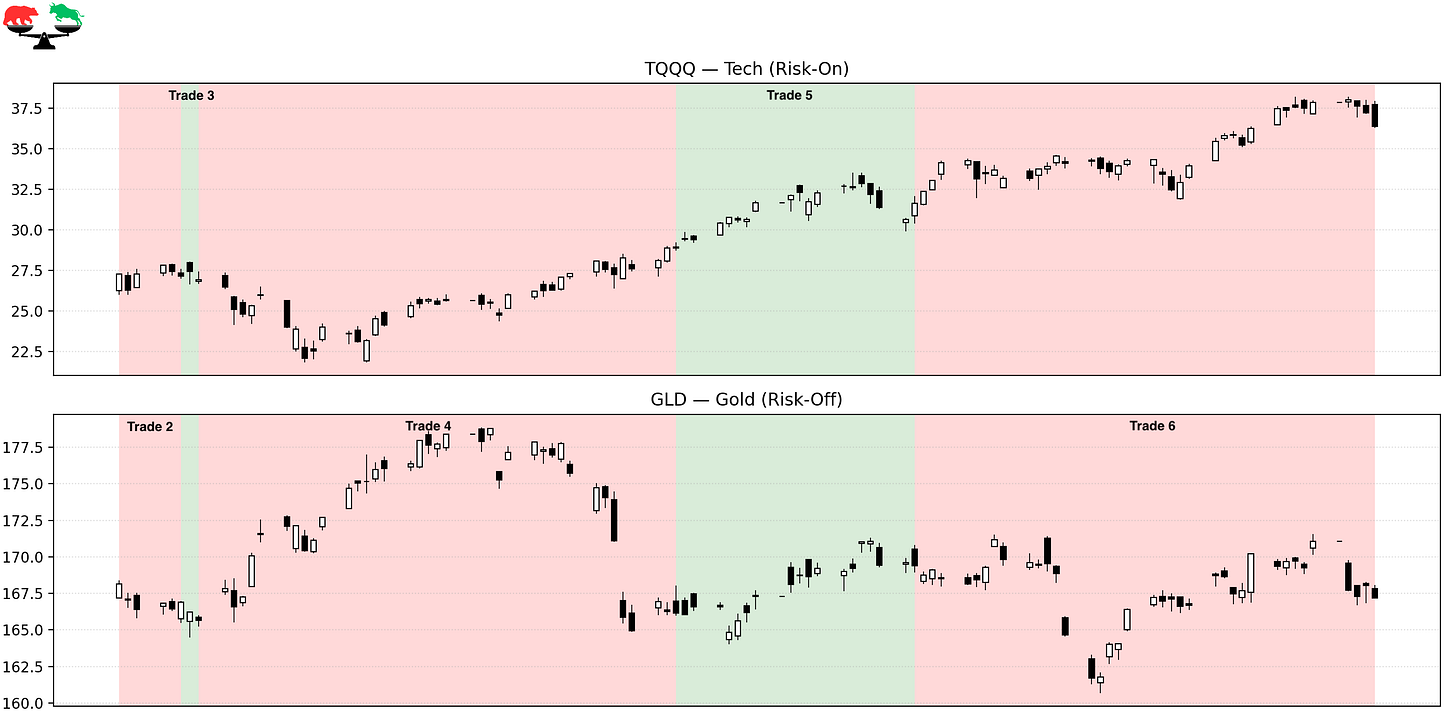 TQQQ — Tech (Risk-On)
Trade 3
Trade 5
37.5
35.0
32.5
30.0
27.5
25.0
22.5
GLD — Gold (Risk-Off)
Trade 2
Trade 4
Trade 6
177.5
175.0
172.5
170.0
167.5
165.0
162.5
160.0